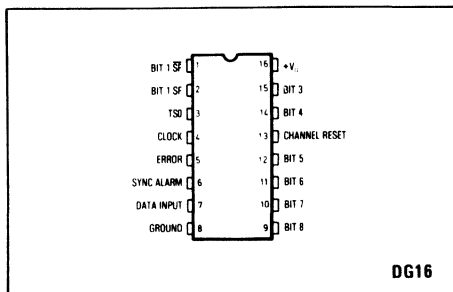 BIT 1 S̅F̅ 1 16 +V
BIT 1 SF 2 15 BIT 3
TSO 3 14 BIT 4
CLOCK 4 13 CHANNEL RESET
ERROR 5 12 BIT 5
SYNC ALARM 6 11 BIT 6
DATA INPUT 7 10 BIT 7
GROUND 8 9 BIT 8
DG16